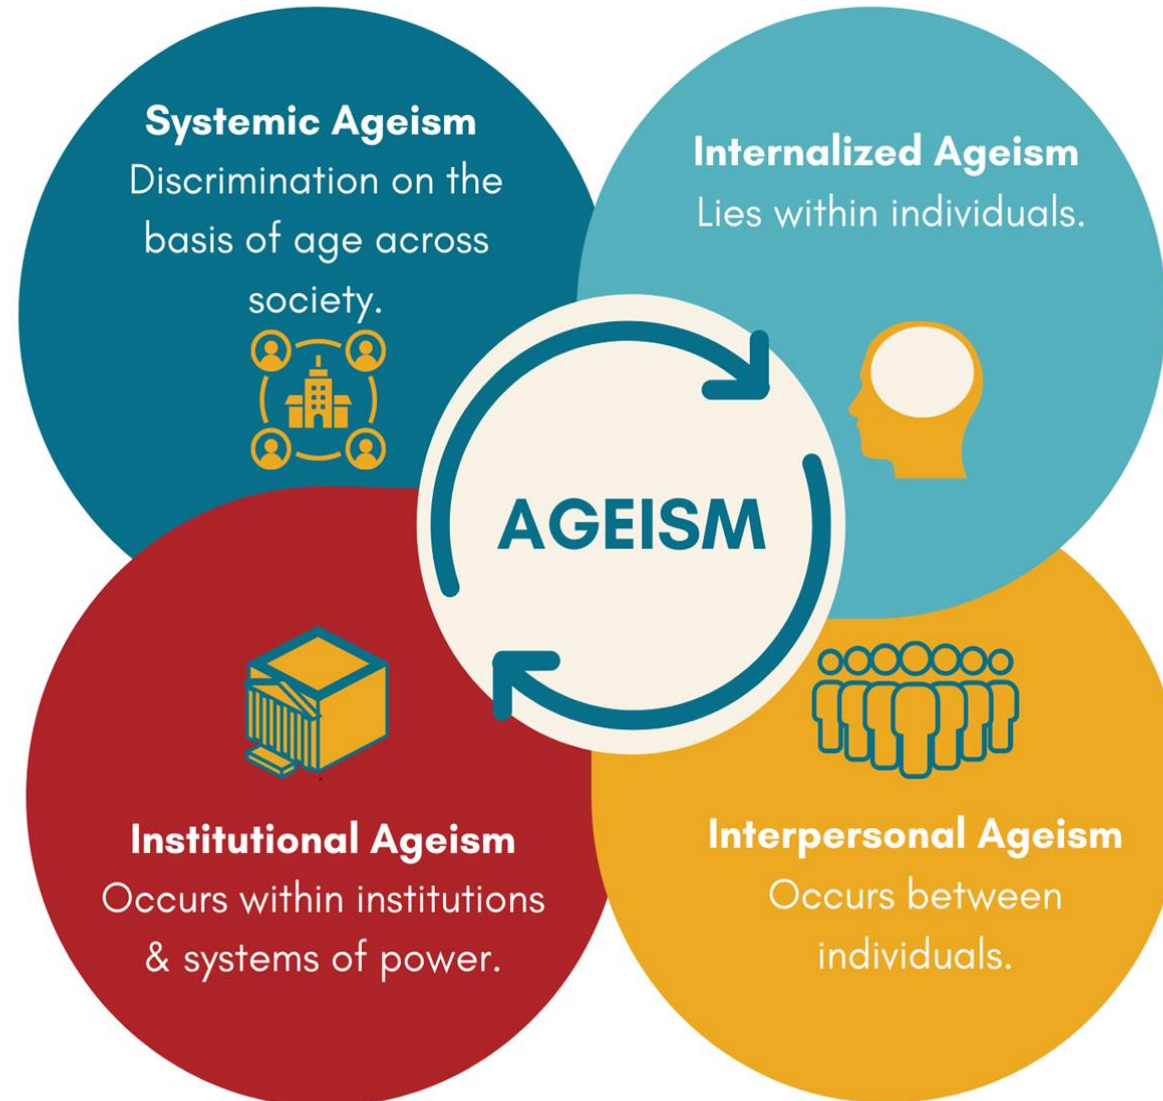 Systemic Ageism
Discrimination on the
basis of age across
society.
Internalized Ageism
Lies within individuals.
AGEISM
Institutional Ageism
Occurs within institutions
& systems of power.
Interpersonal Ageism
Occurs between
individuals.